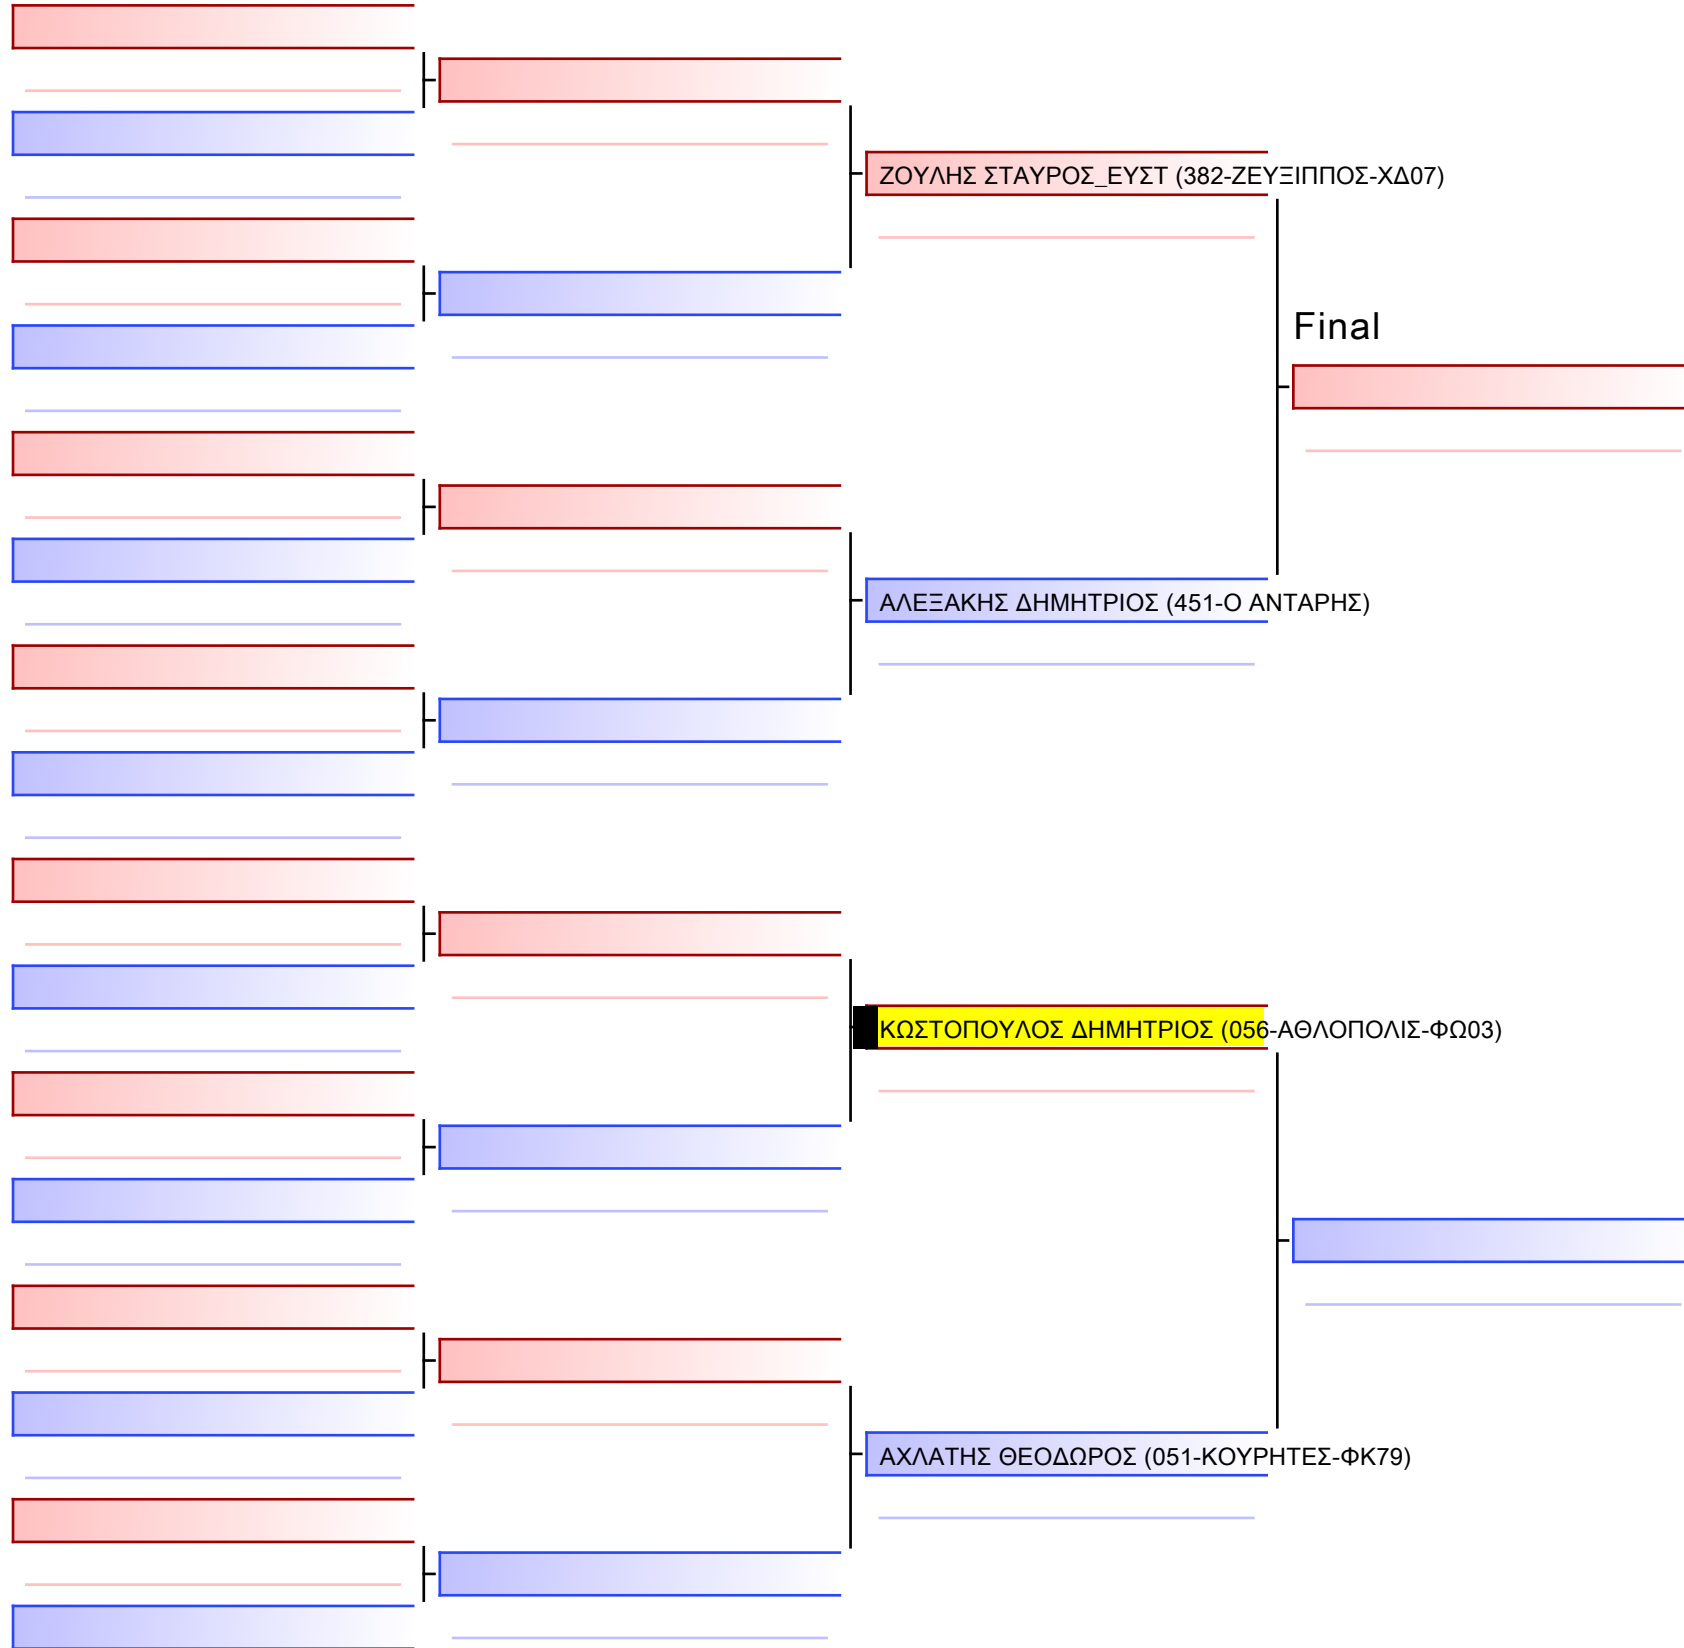 ΖΟΥΛΗΣ ΣΤΑΥΡΟΣ_ΕΥΣΤ (382-ΖΕΥΞΙΠΠΟΣ-ΧΔ07)
Final
ΑΛΕΞΑΚΗΣ ΔΗΜΗΤΡΙΟΣ (451-Ο ΑΝΤΑΡΗΣ)
ΚΩΣΤΟΠΟΥΛΟΣ ΔΗΜΗΤΡΙΟΣ (056-ΑΘΛΟΠΟΛΙΣ-ΦΩ03)
ΑΧΛΑΤΗΣ ΘΕΟΔΩΡΟΣ (051-ΚΟΥΡΗΤΕΣ-ΦΚ79)